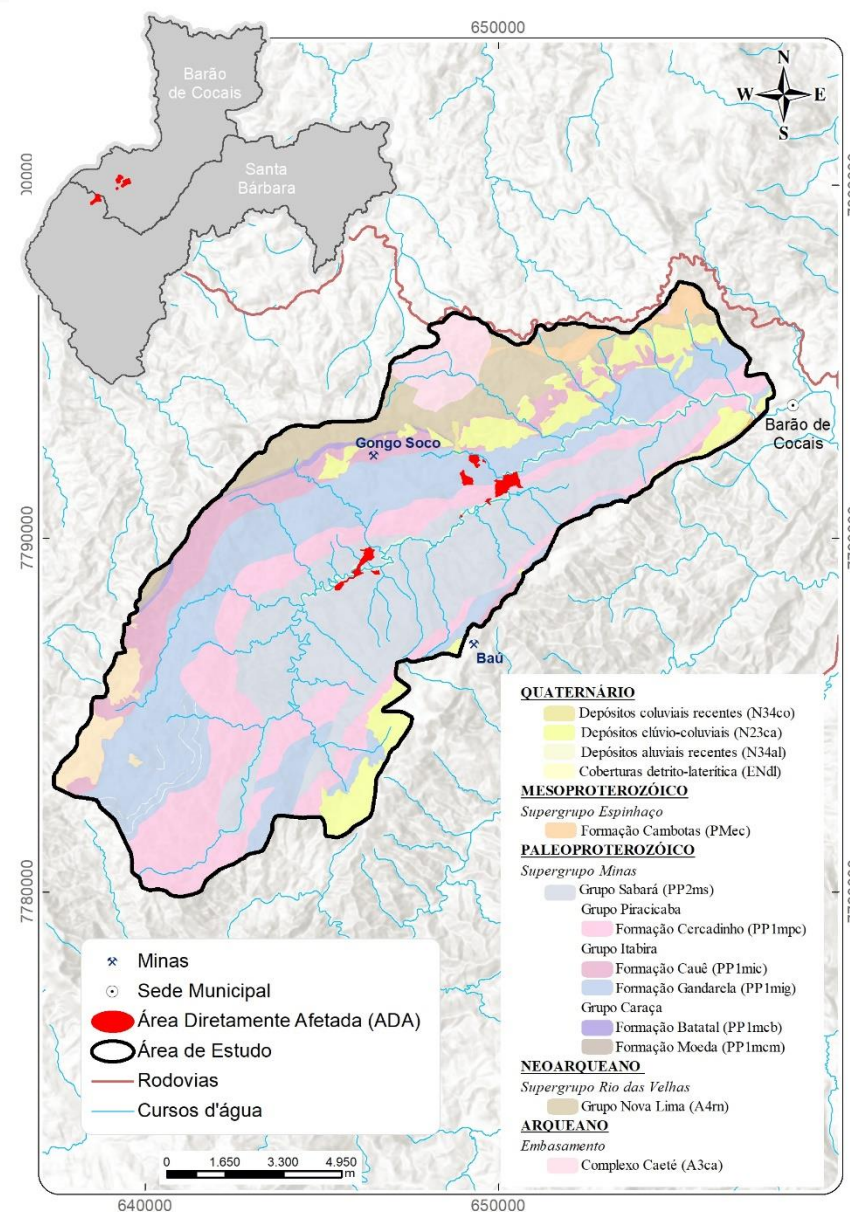 650000
Barão
de Cocais
Santa
Bárbara
N
W
E
S
Gongo Soco
Barão de
Cocais
7790000
Baú
7780000
QUATERNÁRIO
Depósitos coluviais recentes (N34co)
Depósitos clúvio-coluviais (N23ca)
Depósitos aluviais recentes (N34al)
Coberturas detrito-laterítica (ENdl)
MESOPROTEROZÓICO
Supergrupo Espinhaço
Formação Cambotas (PMec)
PALEOPROTEROZÓICO
Supergrupo Minas
Grupo Sabará (PP2ms)
Grupo Piracicaba
Formação Cercadinho (PP1mpc)
Grupo Itabira
Formação Cauê (PP1mic)
Formação Gandarela (PP1mig)
Grupo Caraça
Formação Batatal (PP1mcb)
Formação Moeda (PP1mcm)
NEOARQUEANO
Supergrupo Rio das Velhas
Grupo Nova Lima (A4rn)
ARQUEANO
Embasamento
Complexo Caeté (A3ca)
Minas
Sede Municipal
Área Diretamente Afetada (ADA)
Área de Estudo
Rodovias
Cursos d'água
0 1.650 3.300 4.950
m
640000
650000